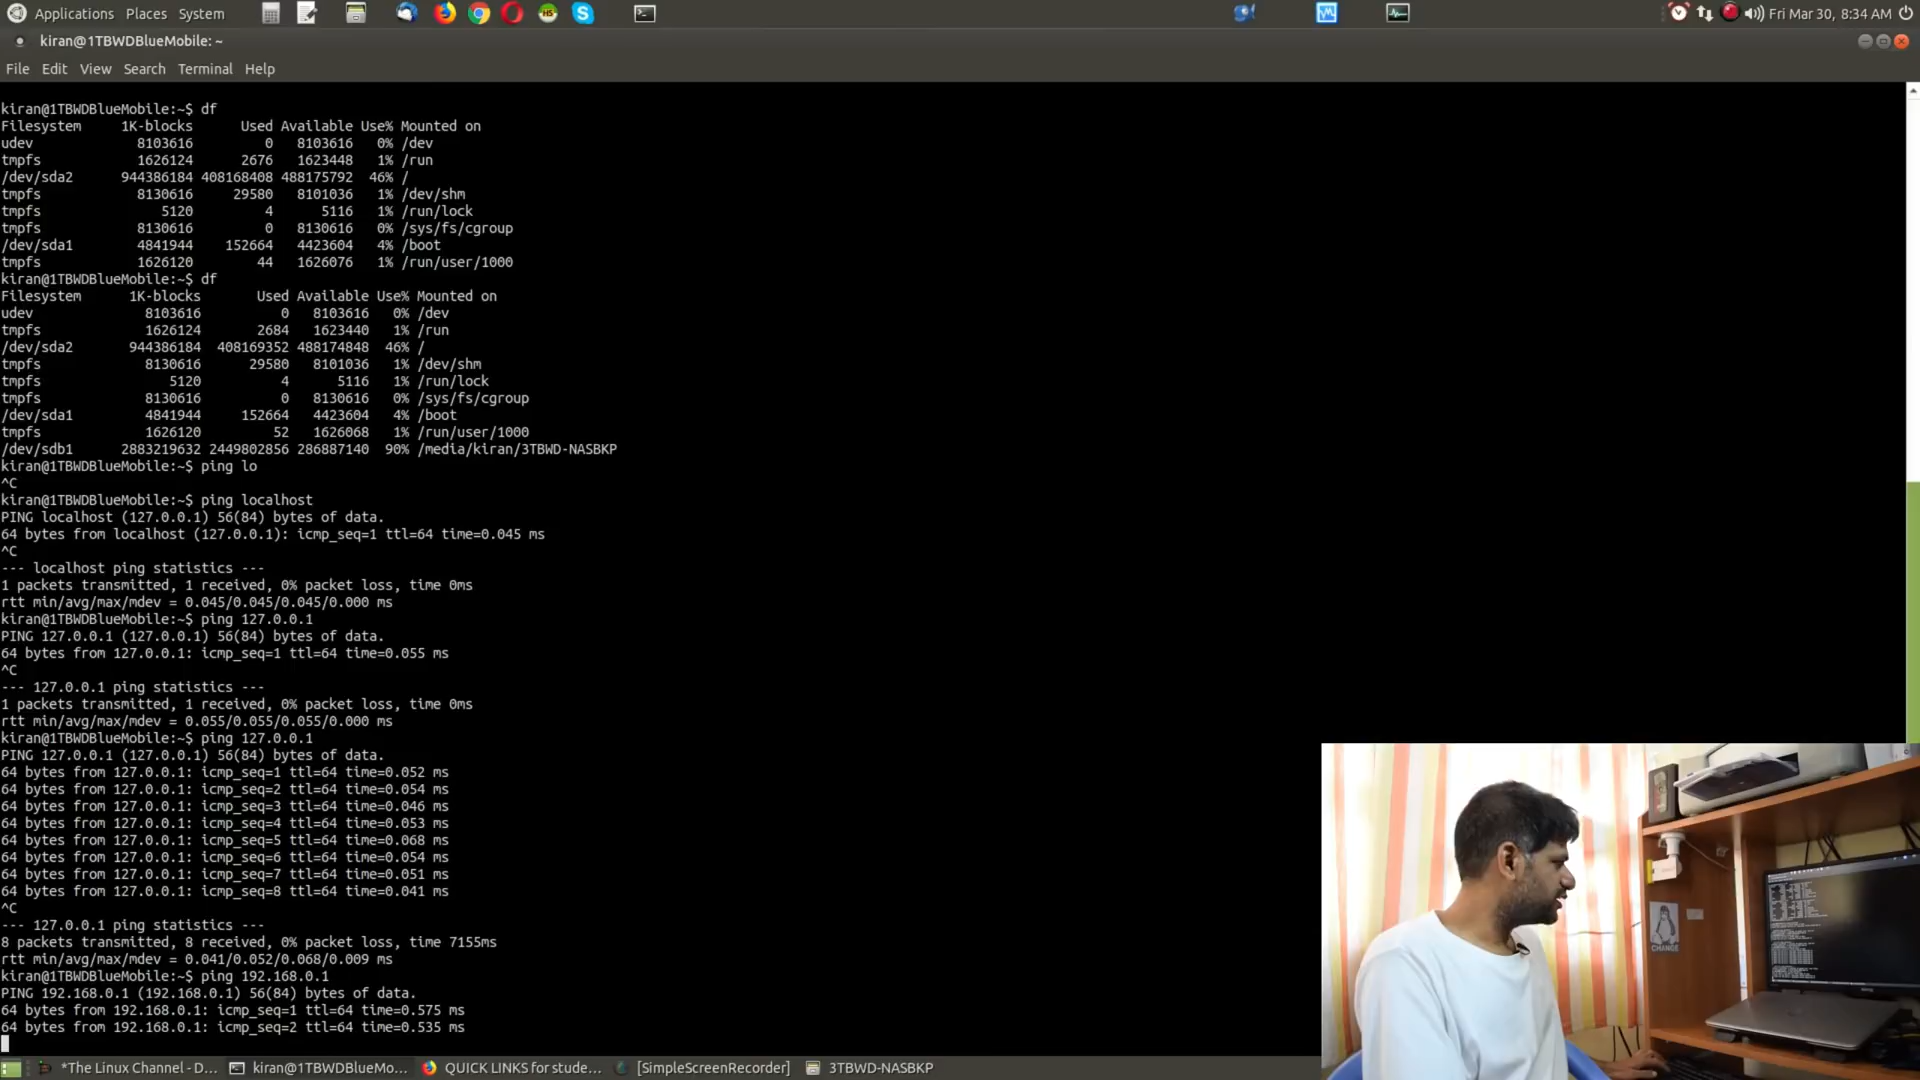 Applications Places System
Fri Mar 30, 8:34 AM
kiran@1TBWDBlueMobile: ~
File Edit View Search Terminal Help
kiran@1TBWDBlueMobile:~$ df
Filesystem 1K-blocks Used Available Use% Mounted on
udev 8103616 0 8103616 0% /dev
tmpfs 1626124 2676 1623448 1% /run
/dev/sda2 944386184 408168408 488175792 46% /
tmpfs 8130616 29580 8101036 1% /dev/shm
tmpfs 5120 4 5116 1% /run/lock
tmpfs 8130616 0 8130616 0% /sys/fs/cgroup
/dev/sda1 4841944 152664 4423604 4% /boot
tmpfs 1626120 44 1626076 1% /run/user/1000
kiran@1TBWDBlueMobile:~$ df
Filesystem 1K-blocks Used Available Use% Mounted on
udev 8103616 0 8103616 0% /dev
tmpfs 1626124 2684 1623440 1% /run
/dev/sda2 944386184 408169352 488174848 46% /
tmpfs 8130616 29580 8101036 1% /dev/shm
tmpfs 5120 4 5116 1% /run/lock
tmpfs 8130616 0 8130616 0% /sys/fs/cgroup
/dev/sda1 4841944 152664 4423604 4% /boot
tmpfs 1626120 52 1626068 1% /run/user/1000
/dev/sdb1 2883219632 2449802856 286887140 90% /media/kiran/3TBWD-NASBKP
kiran@1TBWDBlueMobile:~$ ping lo
^C
kiran@1TBWDBlueMobile:~$ ping localhost
PING localhost (127.0.0.1) 56(84) bytes of data.
64 bytes from localhost (127.0.0.1): icmp_seq=1 ttl=64 time=0.045 ms
^C
--- localhost ping statistics ---
1 packets transmitted, 1 received, 0% packet loss, time 0ms
rtt min/avg/max/mdev = 0.045/0.045/0.045/0.000 ms
kiran@1TBWDBlueMobile:~$ ping 127.0.0.1
PING 127.0.0.1 (127.0.0.1) 56(84) bytes of data.
64 bytes from 127.0.0.1: icmp_seq=1 ttl=64 time=0.055 ms
^C
--- 127.0.0.1 ping statistics ---
1 packets transmitted, 1 received, 0% packet loss, time 0ms
rtt min/avg/max/mdev = 0.055/0.055/0.055/0.000 ms
kiran@1TBWDBlueMobile:~$ ping 127.0.0.1
PING 127.0.0.1 (127.0.0.1) 56(84) bytes of data.
64 bytes from 127.0.0.1: icmp_seq=1 ttl=64 time=0.052 ms
64 bytes from 127.0.0.1: icmp_seq=2 ttl=64 time=0.054 ms
64 bytes from 127.0.0.1: icmp_seq=3 ttl=64 time=0.046 ms
64 bytes from 127.0.0.1: icmp_seq=4 ttl=64 time=0.053 ms
64 bytes from 127.0.0.1: icmp_seq=5 ttl=64 time=0.068 ms
64 bytes from 127.0.0.1: icmp_seq=6 ttl=64 time=0.054 ms
64 bytes from 127.0.0.1: icmp_seq=7 ttl=64 time=0.051 ms
64 bytes from 127.0.0.1: icmp_seq=8 ttl=64 time=0.041 ms
^C
--- 127.0.0.1 ping statistics ---
8 packets transmitted, 8 received, 0% packet loss, time 7155ms
rtt min/avg/max/mdev = 0.041/0.052/0.068/0.009 ms
kiran@1TBWDBlueMobile:~$ ping 192.168.0.1
PING 192.168.0.1 (192.168.0.1) 56(84) bytes of data.
64 bytes from 192.168.0.1: icmp_seq=1 ttl=64 time=0.575 ms
64 bytes from 192.168.0.1: icmp_seq=2 ttl=64 time=0.535 ms
CHANGE
*The Linux Channel - D... kiran@1TBWDBlueMo... QUICK LINKS for stude... [SimpleScreenRecorder] 3TBWD-NASBKP